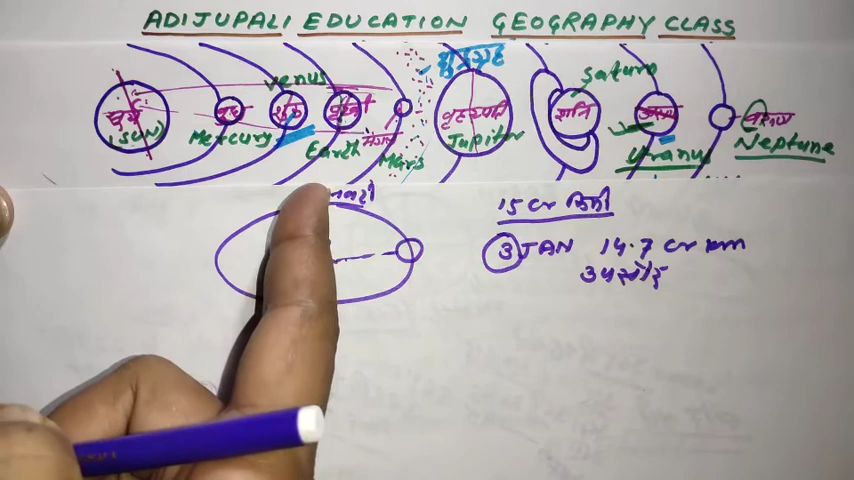 ADIJUPALI EDUCATION GEOGRAPHY CLASS
क्षुद्रग्रह
venus
Saturn
सूर्य बुध शुक्र पृथ्वी बृहस्पति शनि
(SUN) Mercury Earth मंगल Mars Jupiter Uranus Neptune
15 cr किमी
3 JAN 14.7 cr km
उपसौर